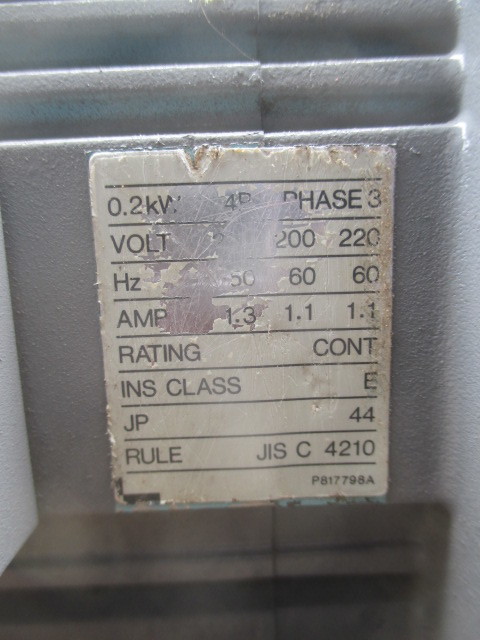 0.2kW 4P PHASE 3
VOLT 200 220
Hz 50 60 60
AMP 1.3 1.1 1.1
RATING CONT
INS CLASS E
JP 44
RULE JIS C 4210
P817798A